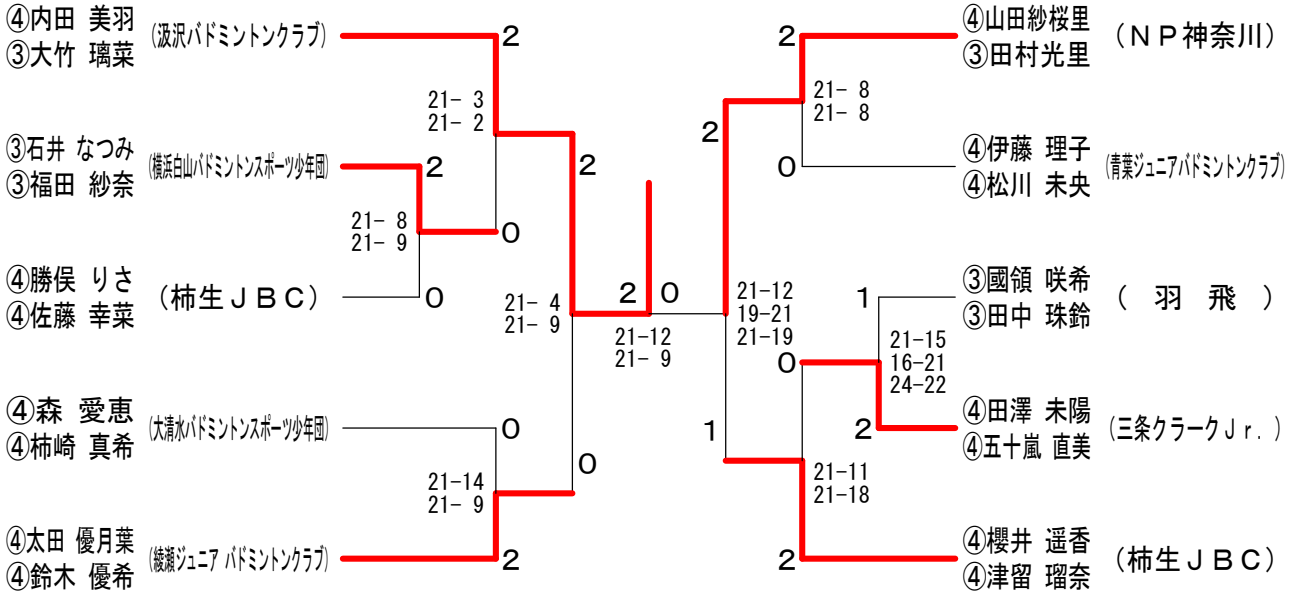 ④内田 美羽
③大竹 璃菜
(汲沢バドミントンクラブ)
2
21- 3
21- 2
③石井 なつみ
③福田 紗奈
(横浜白山バドミントンスポーツ少年団)
2
2
21- 8
21- 9
0
④勝俣 りさ
④佐藤 幸菜
(柿生JBC)
0
21- 4
21- 9
2
0
21-12
21- 9
④森 愛恵
④柿崎 真希
(大清水バドミントンスポーツ少年団)
0
0
21-14
21- 9
④太田 優月葉
④鈴木 優希
(綾瀬ジュニア バドミントンクラブ)
2
2
④山田紗桜里
③田村光里
(NP神奈川)
21- 8
21- 8
2
0
④伊藤 理子
④松川 未央
(青葉ジュニアバドミントンクラブ)
21-12
19-21
21-19
1
③國領 咲希
③田中 珠鈴
(羽飛)
0
21-15
16-21
24-22
1
2
④田澤 未陽
④五十嵐 直美
(三条クラークJr.)
21-11
21-18
2
④櫻井 遥香
④津留 瑠奈
(柿生JBC)